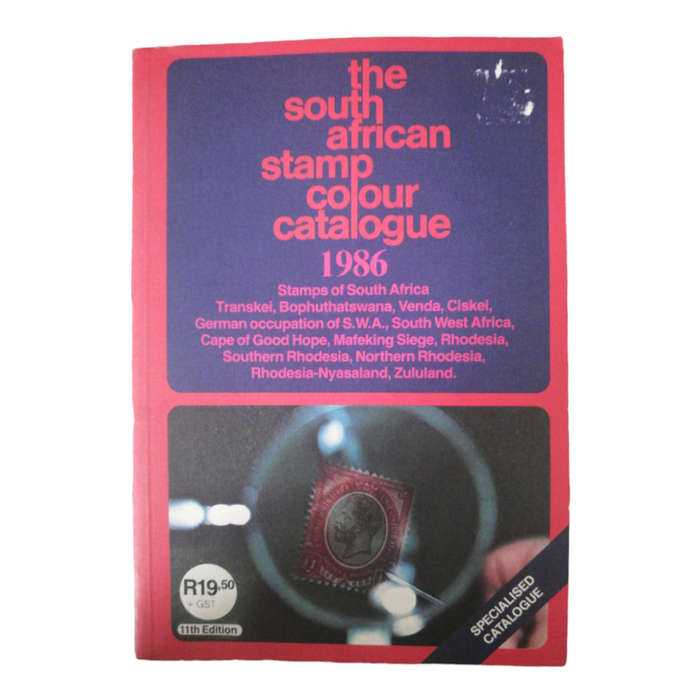 the
south
african
stamp
colour
catalogue
1986
Stamps of South Africa
Transkei, Bophuthatswana, Venda, Ciskei,
German occupation of S.W.A., South West Africa,
Cape of Good Hope, Mafeking Siege, Rhodesia,
Southern Rhodesia, Northern Rhodesia,
Rhodesia-Nyasaland, Zululand.
R19,50
+ GST
11th Edition
SPECIALISED
CATALOGUE